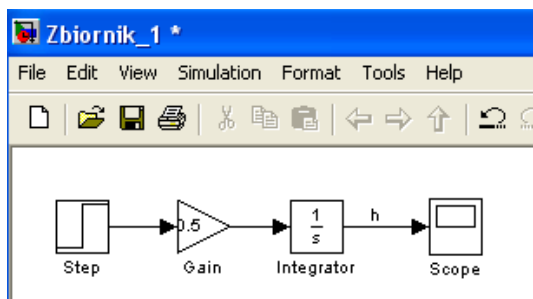 Zbiornik_1 *
File Edit View Simulation Format Tools Help
0.5
1
s
h
Step Gain Integrator Scope